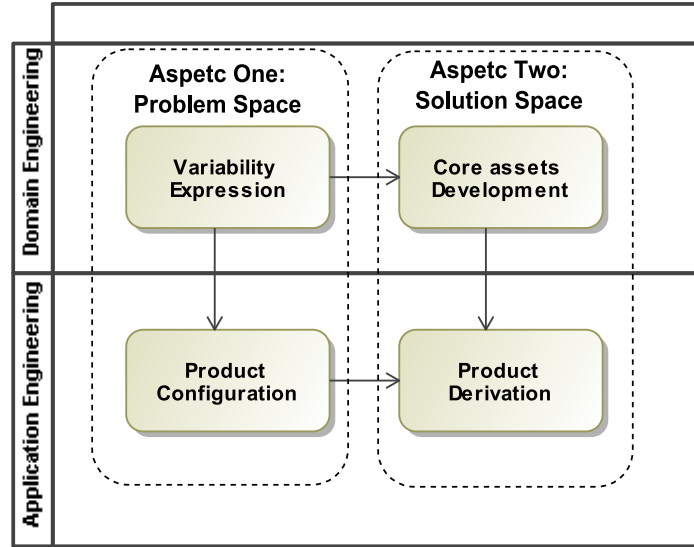 Domain Engineering
Aspetc One:
Problem Space
Aspetc Two:
Solution Space
Variability
Expression
Core assets
Development
Application Engineering
Product
Configuration
Product
Derivation